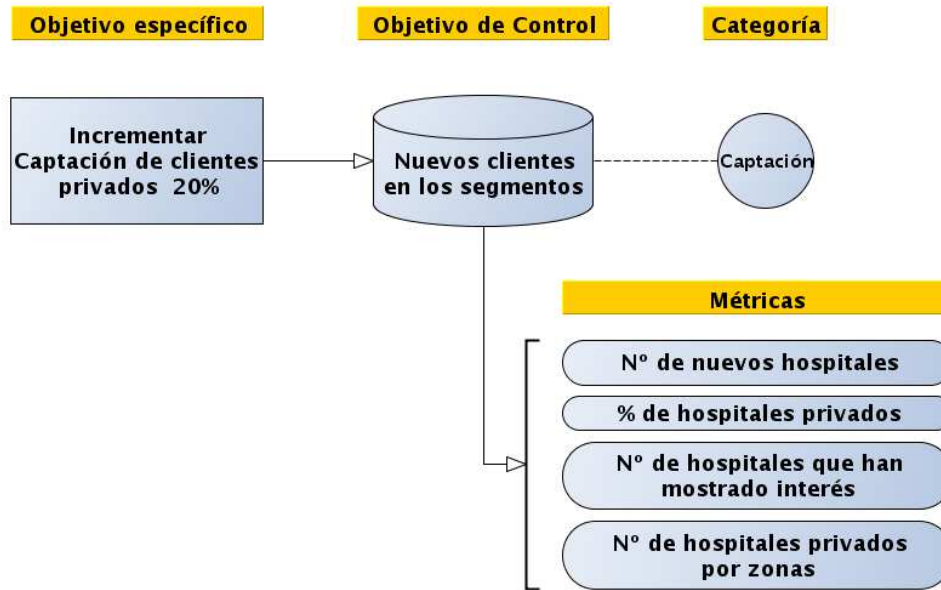 Objetivo específico
Objetivo de Control
Categoría
Incrementar
Captación de clientes
privados 20%
Nuevos clientes
en los segmentos
Captación
Métricas
Nº de nuevos hospitales
% de hospitales privados
Nº de hospitales que han
mostrado interés
Nº de hospitales privados
por zonas